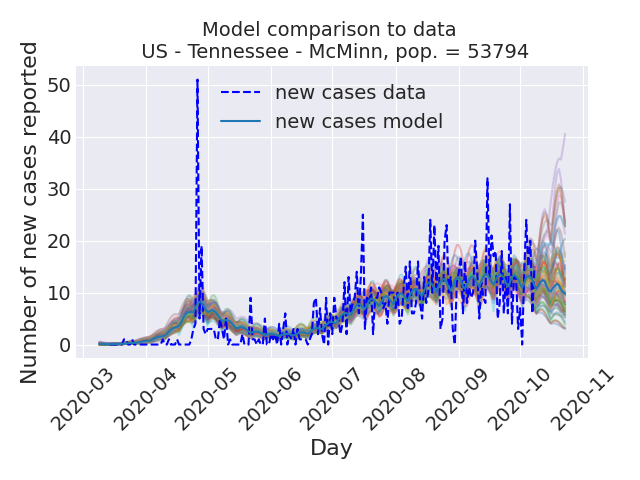 Model comparison to data
US - Tennessee - McMinn, pop. = 53794
Number of new cases reported
50
40
30
20
10
0
new cases data
new cases model
2020-03
2020-04
2020-05
2020-06
2020-07
2020-08
2020-09
2020-10
2020-11
Day